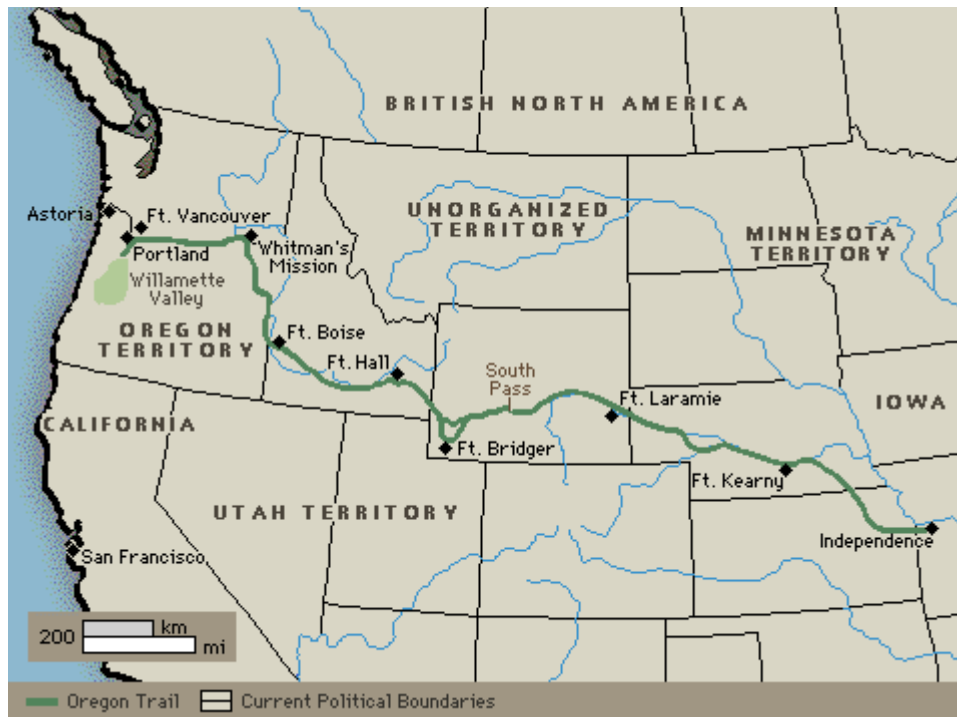 BRITISH NORTH AMERICA
Astoria
Ft. Vancouver
Portland
Whitman's
Mission
Willamette
Valley
UNORGANIZED
TERRITORY
MINNESOTA
TERRITORY
OREGON
TERRITORY
Ft. Boise
Ft. Hall
South
Pass
Ft. Laramie
IOWA
CALIFORNIA
Ft. Bridger
Ft. Kearny
UTAH TERRITORY
Independence
San Francisco
200 km
mi
Oregon Trail
Current Political Boundaries